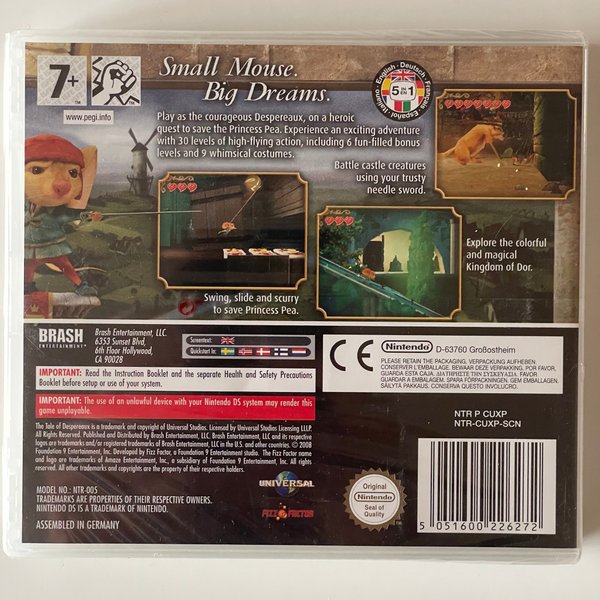 7+
www.pegi.info
Small Mouse.
Big Dreams.
English • Deutsch • Français • Español • Italiano
5 IN EN 1
Play as the courageous Despereaux, on a heroic
quest to save the Princess Pea. Experience an exciting adventure
with 30 levels of high-flying action, including 6 fun-filled bonus
levels and 9 whimsical costumes.
Battle castle creatures
using your trusty
needle sword.
Explore the colorful
and magical
Kingdom of Dor.
Swing, slide and scurry
to save Princess Pea.
BRASH
ENTERTAINMENT
Brash Entertainment, LLC.
6353 Sunset Blvd.
6th Floor Hollywood,
CA 90028
Screentext:
Quickstart in:
CE
Nintendo D-63760 Großostheim
PLEASE RETAIN THE PACKAGING. VERPACKUNG AUFHEBEN.
CONSERVER L'EMBALLAGE. BEWAAR DEZE VERPAKKING. POR FAVOR,
GUARDA ESTA CAJA. ΔΙΑΤΗΡΗΣΤΕ ΤΗΝ ΣΥΣΚΕΥΑΣΙΑ. É FAVOR
GUARDAR A EMBALAGEM. SPARA FÖRPACKNINGEN. GEM EMBALLAGEN.
SÄILYTÄ PAKKAUS. CONSERVA QUESTO INVOLUCRO.
IMPORTANT: Read the Instruction Booklet and the separate Health and Safety Precautions
Booklet before setup or use of your system.
IMPORTANT: The use of an unlawful device with your Nintendo DS system may render this
game unplayable.
NTR P CUXP
NTR-CUXP-SCN
The Tale of Despereaux is a trademark and copyright of Universal Studios. Licensed by Universal Studios Licensing LLLP.
All Rights Reserved. Published and Distributed by Brash Entertainment, LLC. Brash Entertainment, LLC and its respective
logos are trademarks and/or registered trademarks of Brash Entertainment, LLC in the U.S. and other countries. © 2008
Foundation 9 Entertainment, Inc. Developed by Fizz Factor, a Foundation 9 Entertainment studio. The Fizz Factor name
and logo are trademarks of Foundation 9 Entertainment, Inc. All other trademarks and copyrights
are the property of their respective holders.
MODEL NO.: NTR-005
TRADEMARKS ARE PROPERTIES OF THEIR RESPECTIVE OWNERS.
NINTENDO DS IS A TRADEMARK OF NINTENDO.
ASSEMBLED IN GERMANY
UNIVERSAL
FIZZ FACTOR
Original
Nintendo
Seal of
Quality
5 051600 226272